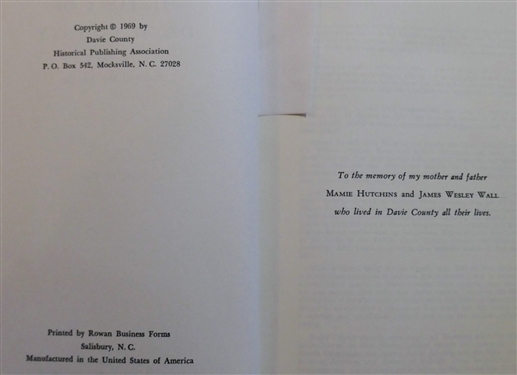 Copyright © 1969 by
Davie County
Historical Publishing Association
P. O. Box 542, Mocksville, N. C. 27028
Printed by Rowan Business Forms
Salisbury, N. C.
Manufactured in the United States of America
To the memory of my mother and father
MAMIE HUTCHINS and JAMES WESLEY WALL
who lived in Davie County all their lives.